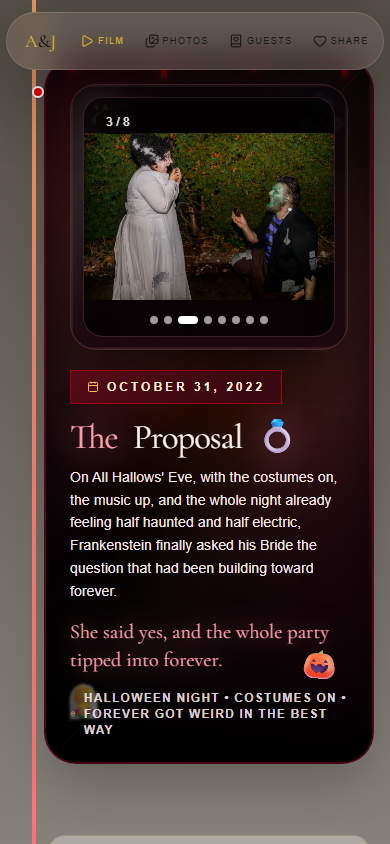 A&J FILM PHOTOS GUESTS SHARE
3/8
OCTOBER 31, 2022
The Proposal
On All Hallows' Eve, with the costumes on,
the music up, and the whole night already
feeling half haunted and half electric,
Frankenstein finally asked his Bride the
question that had been building toward
forever.
She said yes, and the whole party
tipped into forever.
HALLOWEEN NIGHT • COSTUMES ON •
FOREVER GOT WEIRD IN THE BEST
WAY